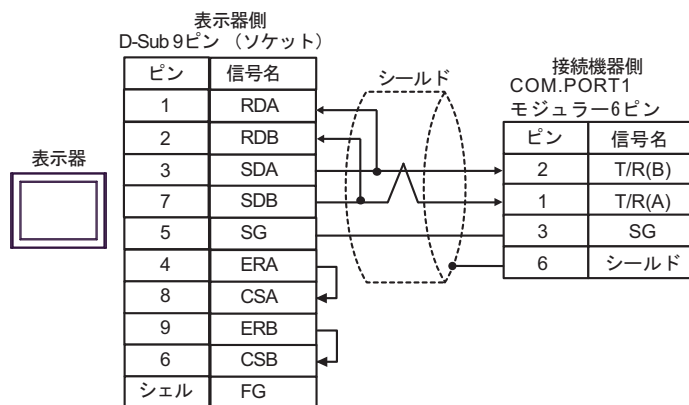 表示器側
D-Sub 9ピン （ソケット）
ピン 信号名
1 RDA
2 RDB
3 SDA
7 SDB
5 SG
4 ERA
8 CSA
9 ERB
6 CSB
シェル FG
表示器
シールド
接続機器側
COM.PORT1
モジュラー6ピン
ピン 信号名
2 T/R(B)
1 T/R(A)
3 SG
6 シールド